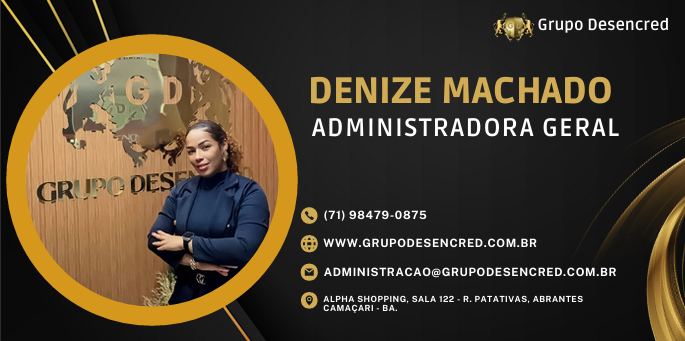 Grupo Desencred
DENIZE MACHADO
ADMINISTRADORA GERAL
G D
GRUPO DESEN
(71) 98479-0875
WWW.GRUPODESENCRED.COM.BR
ADMINISTRACAO@GRUPODESENCRED.COM.BR
ALPHA SHOPPING, SALA 122 - R. PATATIVAS, ABRANTES
CAMAÇARI - BA.